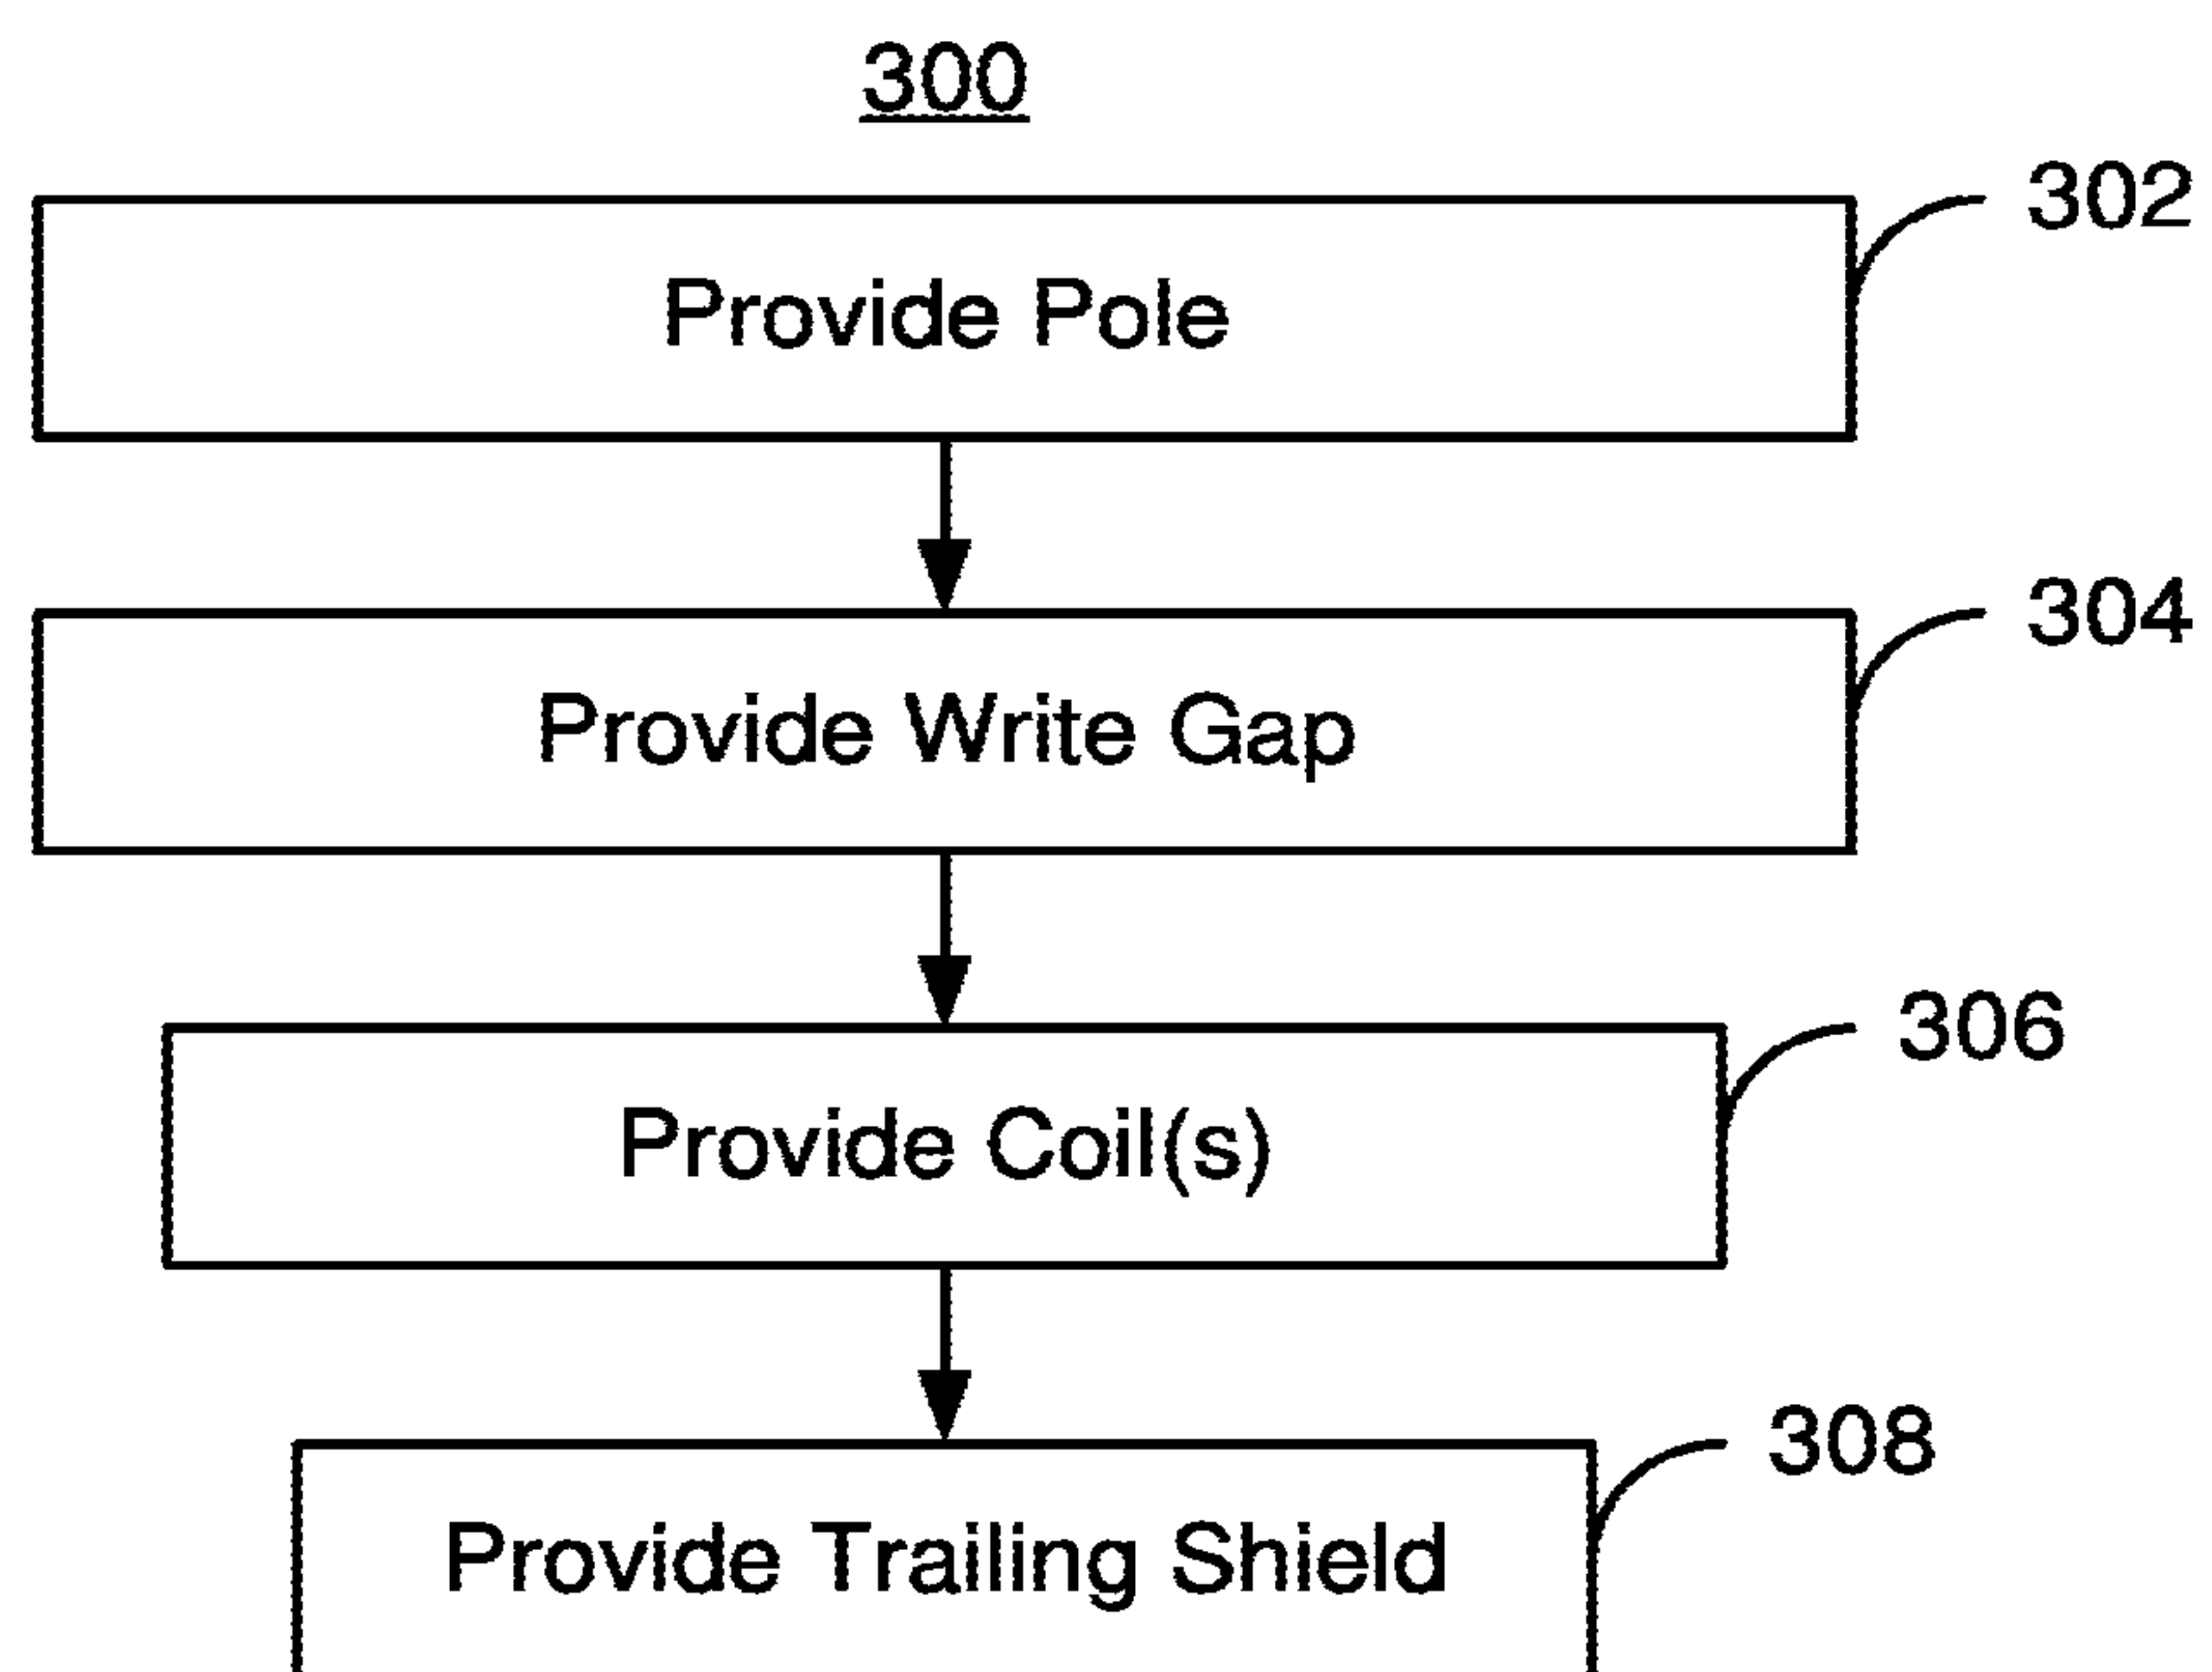 300
302
Provide Pole
304
Provide Write Gap
306
Provide Coil(s)
308
Provide Trailing Shield